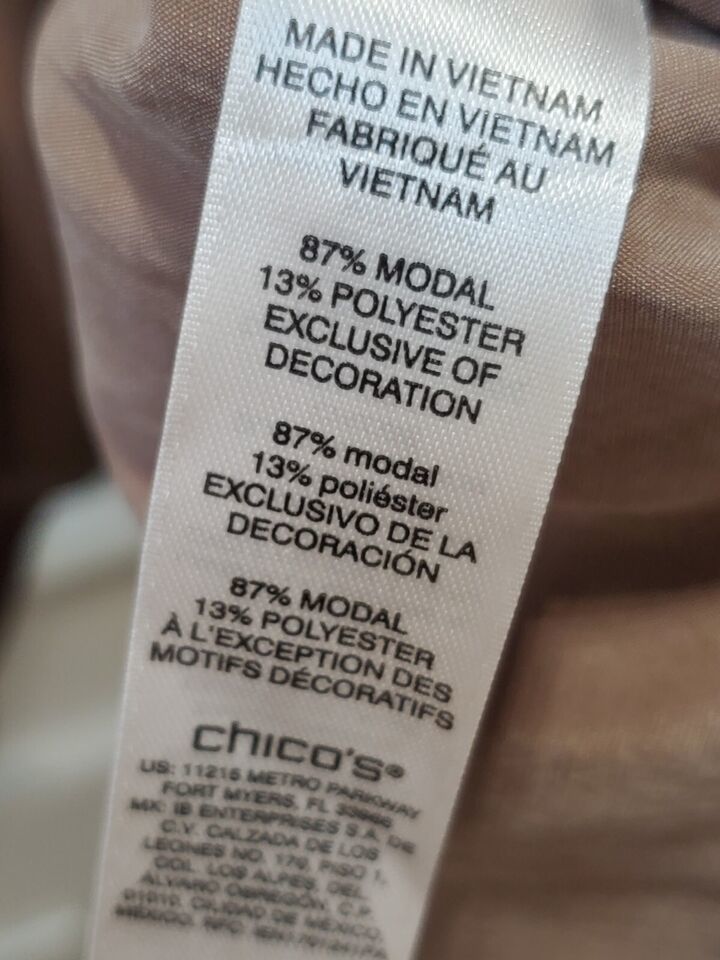 MADE IN VIETNAM
HECHO EN VIETNAM
FABRIQUÉ AU
VIETNAM
87% MODAL
13% POLYESTER
EXCLUSIVE OF
DECORATION
87% modal
13% poliéster
EXCLUSIVO DE LA
DECORACIÓN
87% MODAL
13% POLYESTER
À L'EXCEPTION DES
MOTIFS DÉCORATIFS
chico's®
US: 11215 METRO PARKWAY
FORT MYERS, FL
MX: IB ENTERPRISES S.A. DE
C.V. CALZADA DE LOS
LEONES NO. PISO 1,
COL. LOS ALPES, DEL.
ALVARO OBREGÓN, C.P.
01010, CIUDAD DE MÉXICO,
MÉXICO,